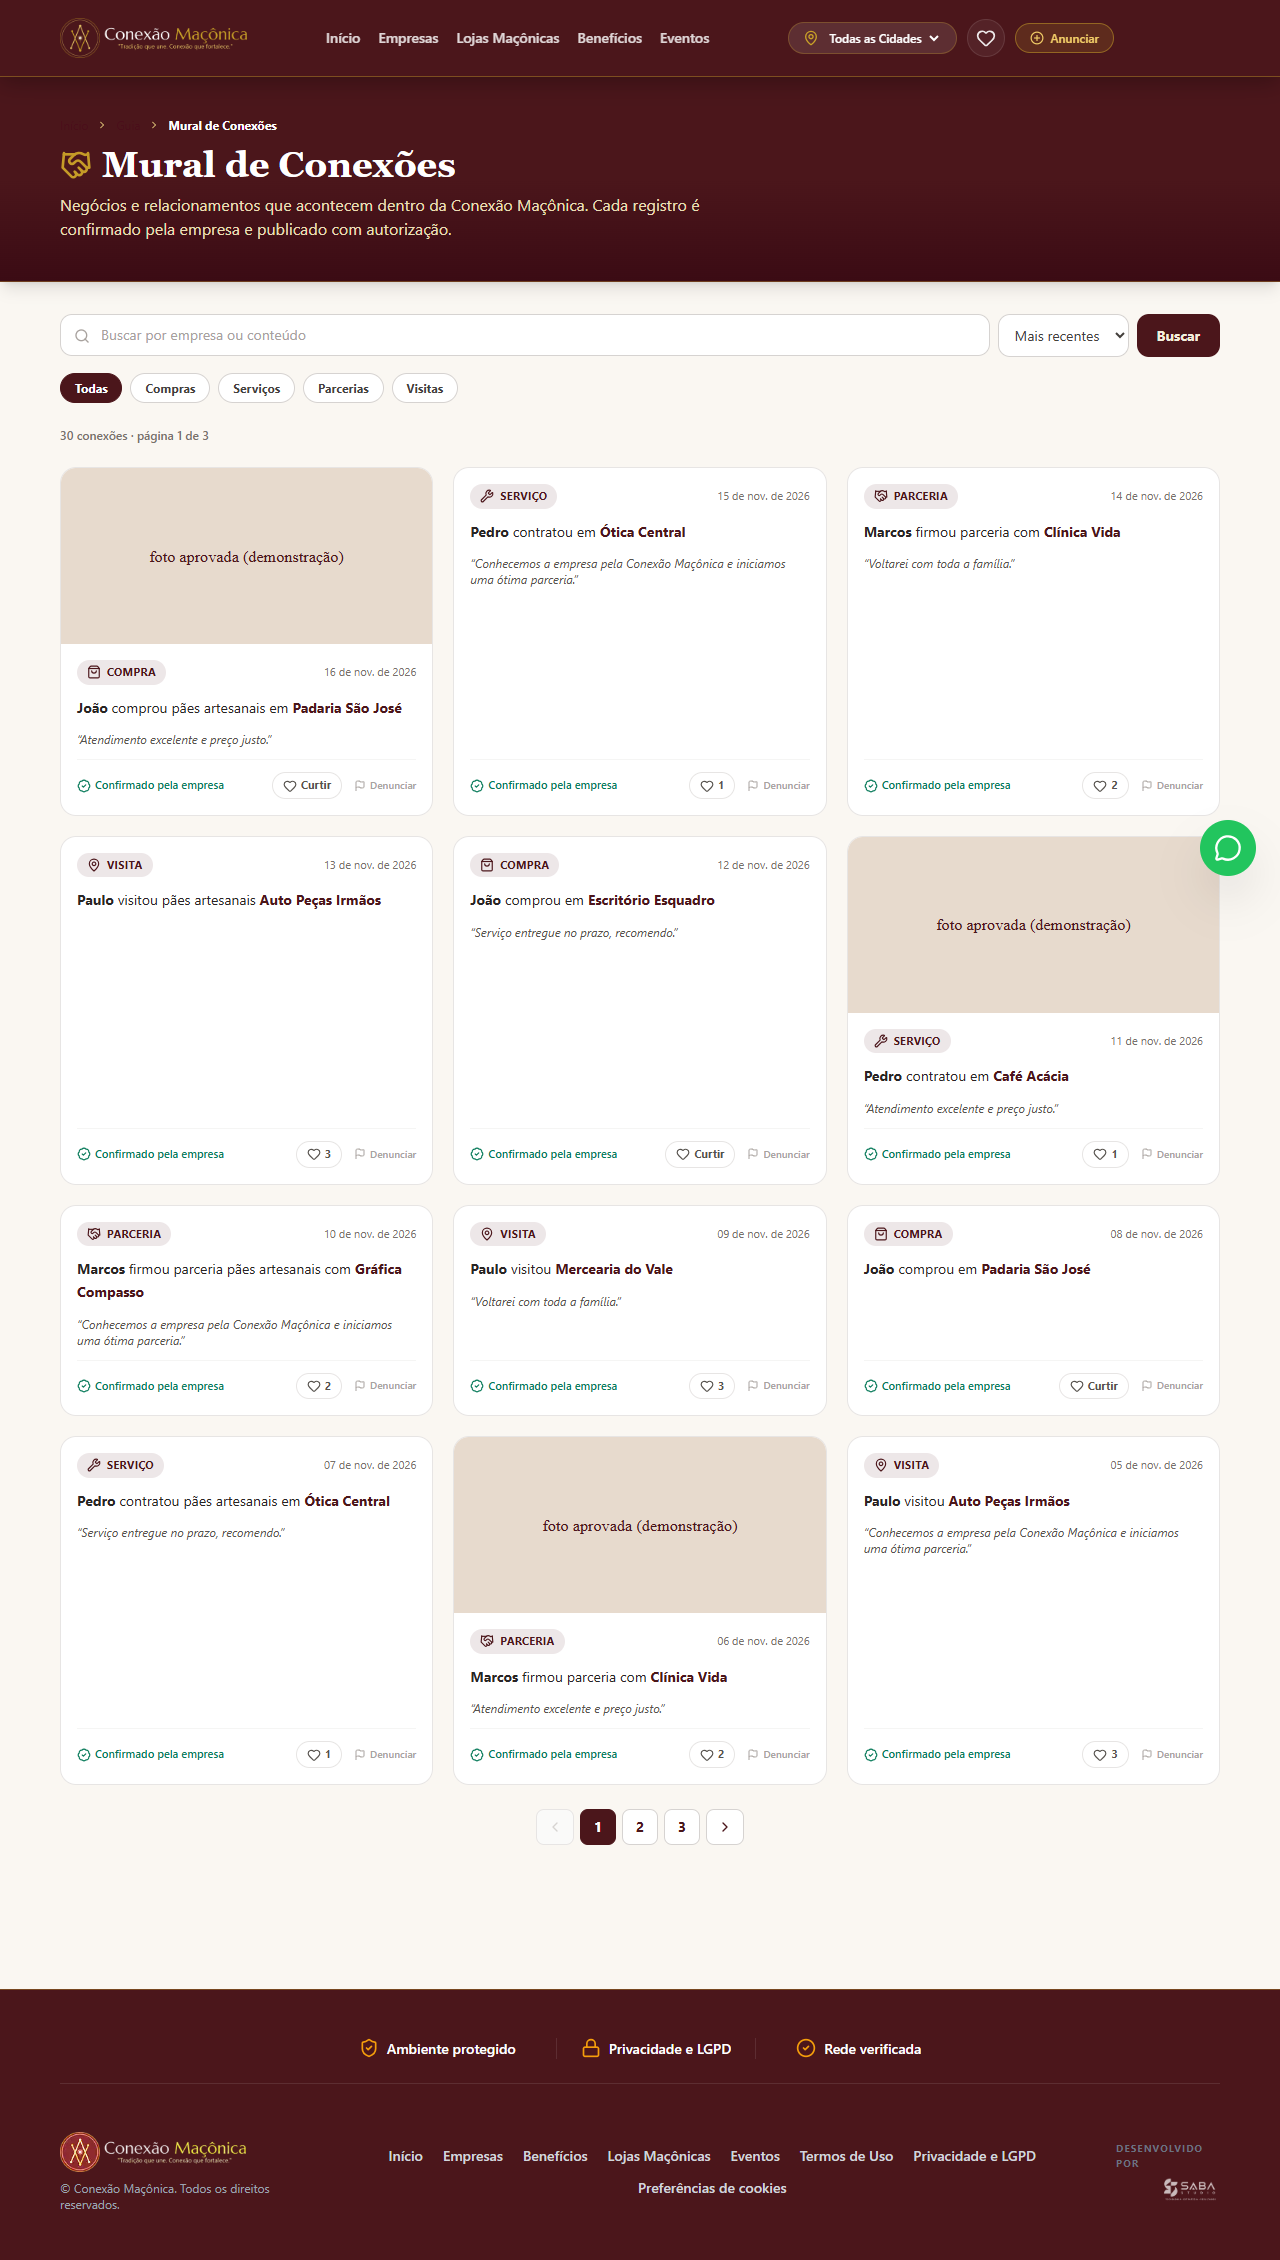 Conexão Maçônica
"Tradição que une. Conexão que fortalece."
Início
Empresas
Lojas Maçônicas
Benefícios
Eventos
Todas as Cidades
Anunciar
Mural de Conexões
Mural de Conexões
Negócios e relacionamentos que acontecem dentro da Conexão Maçônica. Cada registro é
confirmado pela empresa e publicado com autorização.
Buscar por empresa ou conteúdo
Mais recentes
Buscar
Todas
Compras
Serviços
Parcerias
Visitas
30 conexões · página 1 de 3
foto aprovada (demonstração)
COMPRA
16 de nov. de 2026
João comprou pães artesanais em Padaria São José
"Atendimento excelente e preço justo."
Confirmado pela empresa
Curtir
Denunciar
SERVIÇO
15 de nov. de 2026
Pedro contratou em Ótica Central
"Conhecemos a empresa pela Conexão Maçônica e iniciamos
uma ótima parceria."
Confirmado pela empresa
1
Denunciar
PARCERIA
14 de nov. de 2026
Marcos firmou parceria com Clínica Vida
"Voltarei com toda a família."
Confirmado pela empresa
2
Denunciar
VISITA
13 de nov. de 2026
Paulo visitou pães artesanais Auto Peças Irmãos
Confirmado pela empresa
3
Denunciar
COMPRA
12 de nov. de 2026
João comprou em Escritório Esquadro
"Serviço entregue no prazo, recomendo."
Confirmado pela empresa
Curtir
Denunciar
foto aprovada (demonstração)
SERVIÇO
11 de nov. de 2026
Pedro contratou em Café Acácia
"Atendimento excelente e preço justo."
Confirmado pela empresa
1
Denunciar
PARCERIA
10 de nov. de 2026
Marcos firmou parceria pães artesanais com Gráfica
Compasso
"Conhecemos a empresa pela Conexão Maçônica e iniciamos
uma ótima parceria."
Confirmado pela empresa
2
Denunciar
VISITA
09 de nov. de 2026
Paulo visitou Mercearia do Vale
"Voltarei com toda a família."
Confirmado pela empresa
3
Denunciar
COMPRA
08 de nov. de 2026
João comprou em Padaria São José
Confirmado pela empresa
Curtir
Denunciar
SERVIÇO
07 de nov. de 2026
Pedro contratou pães artesanais em Ótica Central
"Serviço entregue no prazo, recomendo."
Confirmado pela empresa
1
Denunciar
foto aprovada (demonstração)
PARCERIA
06 de nov. de 2026
Marcos firmou parceria com Clínica Vida
"Atendimento excelente e preço justo."
Confirmado pela empresa
2
Denunciar
VISITA
05 de nov. de 2026
Paulo visitou Auto Peças Irmãos
"Conhecemos a empresa pela Conexão Maçônica e iniciamos
uma ótima parceria."
Confirmado pela empresa
3
Denunciar
1
2
3
Ambiente protegido
Privacidade e LGPD
Rede verificada
Conexão Maçônica
"Tradição que une. Conexão que fortalece."
© Conexão Maçônica. Todos os direitos
reservados.
Início
Empresas
Benefícios
Lojas Maçônicas
Eventos
Termos de Uso
Privacidade e LGPD
Preferências de cookies
DESENVOLVIDO
POR
SABA
STUDIO